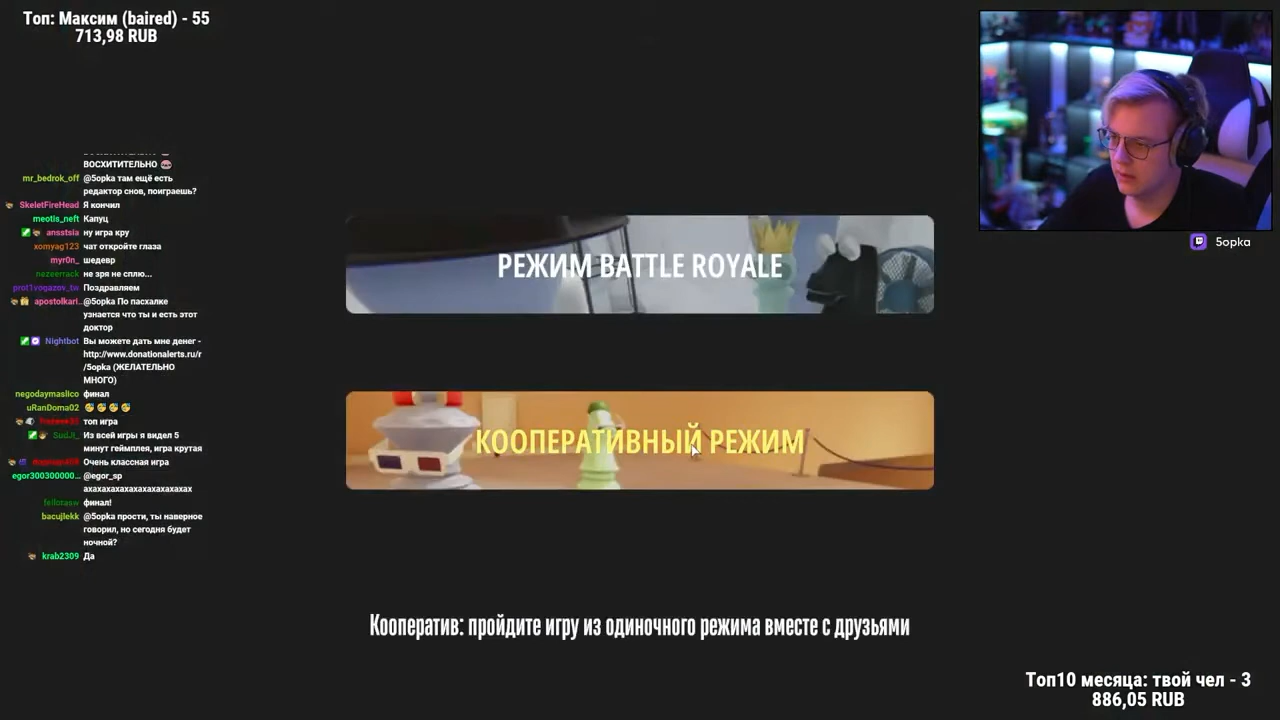 Топ: Максим (baired) - 55
713,98 RUB
ВОСХИТИТЕЛЬНО
mr_bedrok_off @5opka там ещё есть
редактор снов, поиграешь?
SkeletFireHead Я кончил
meotis_neft Капуц
ansstsia ну игра кру
xomyag123 чат откройте глаза
myr0n_ шедевр
nezeerrack не зря не сплю...
prot1vogazov_tw Поздравляем
apostolkari... @5opka По пасхалке
узнается что ты и есть этот
доктор
Nightbot Вы можете дать мне денег -
http://www.donationalerts.ru/r
/5opka (ЖЕЛАТЕЛЬНО
МНОГО)
negodaymaslico финал
uRanDoma02
топ игра
SudJl_ Из всей игры я видел 5
минут геймплея, игра крутая
Очень классная игра
egor300300000... @egor_sp
ахахахахахахахахахахах
fellotasw финал!
bacujlekk @5opka прости, ты наверное
говорил, но сегодня будет
ночной?
krab2309 Да
РЕЖИМ BATTLE ROYALE
КООПЕРАТИВНЫЙ РЕЖИМ
Кооператив: пройдите игру из одиночного режима вместе с друзьями
5opka
Топ10 месяца: твой чел - 3
886,05 RUB